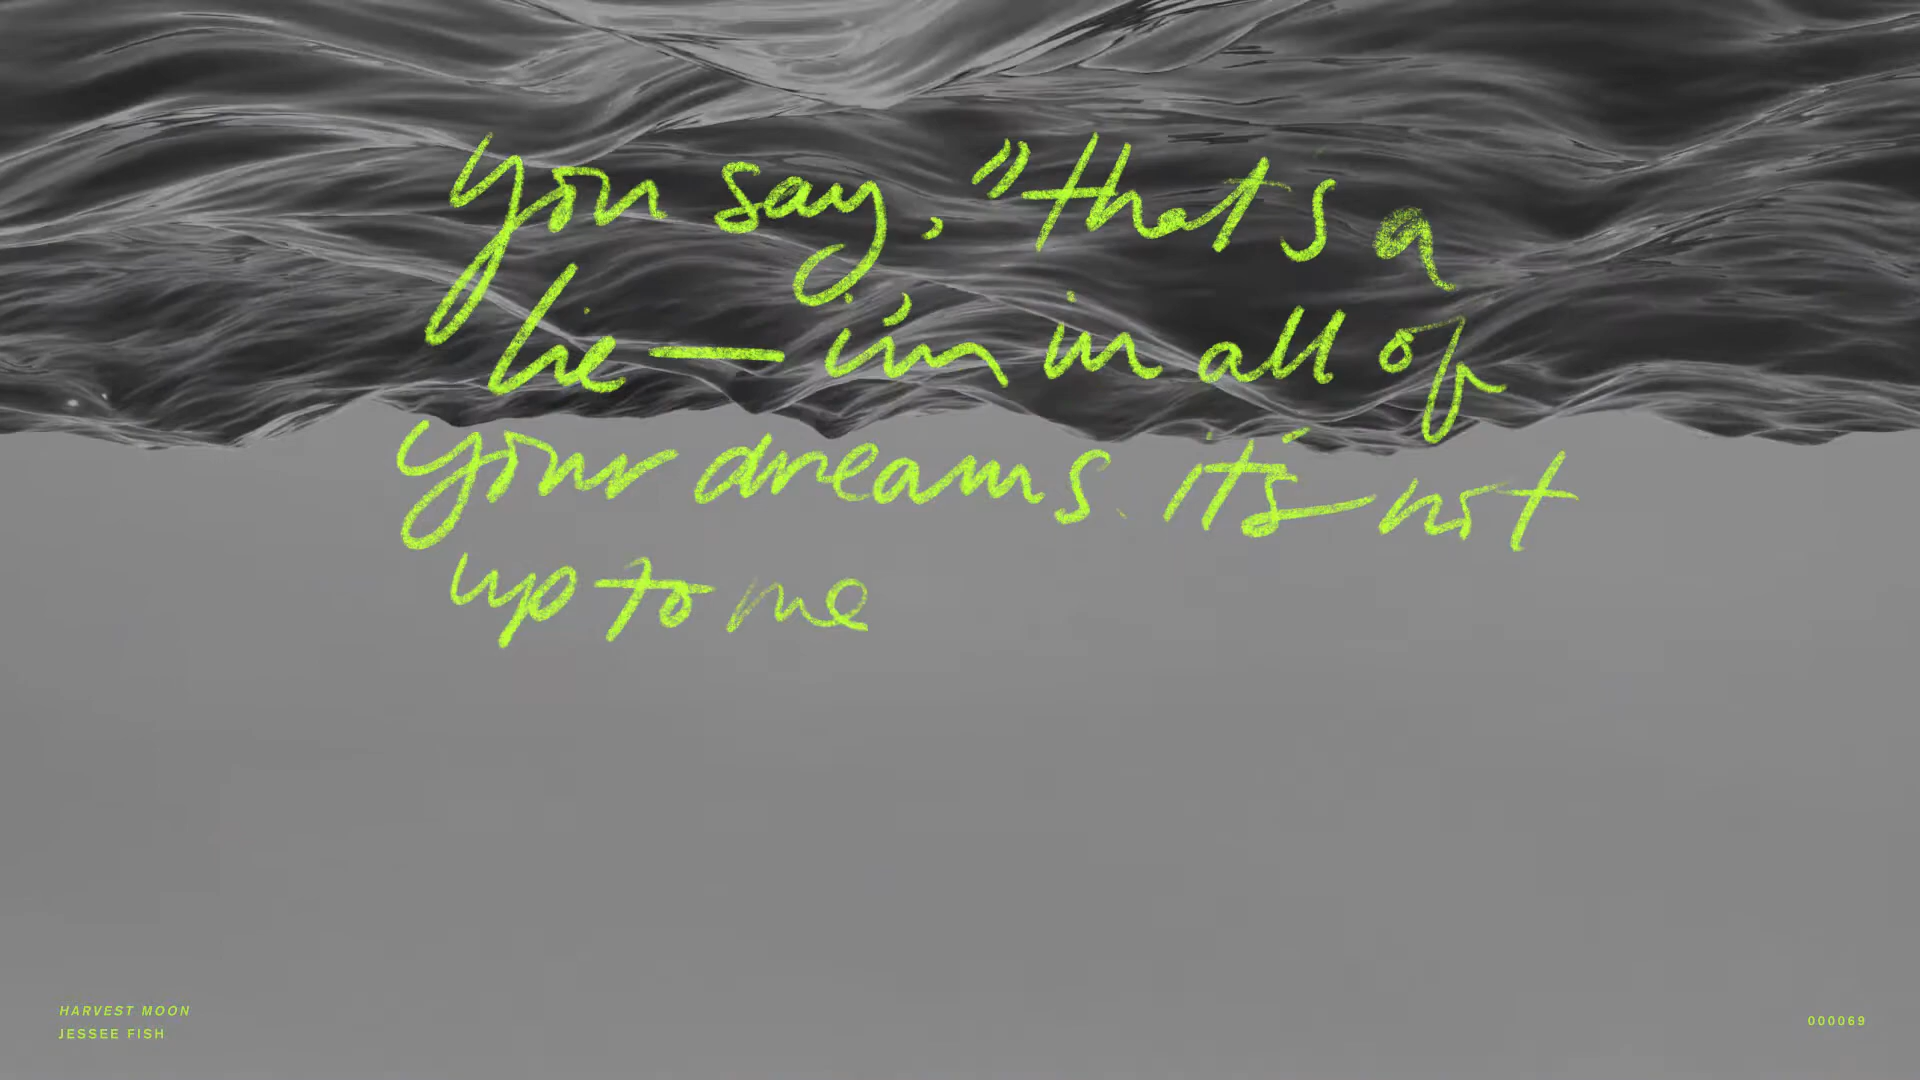 you say, "that's a
lie — i'm in all of
your dreams. it's not
up to me
HARVEST MOON
JESSEE FISH
000069